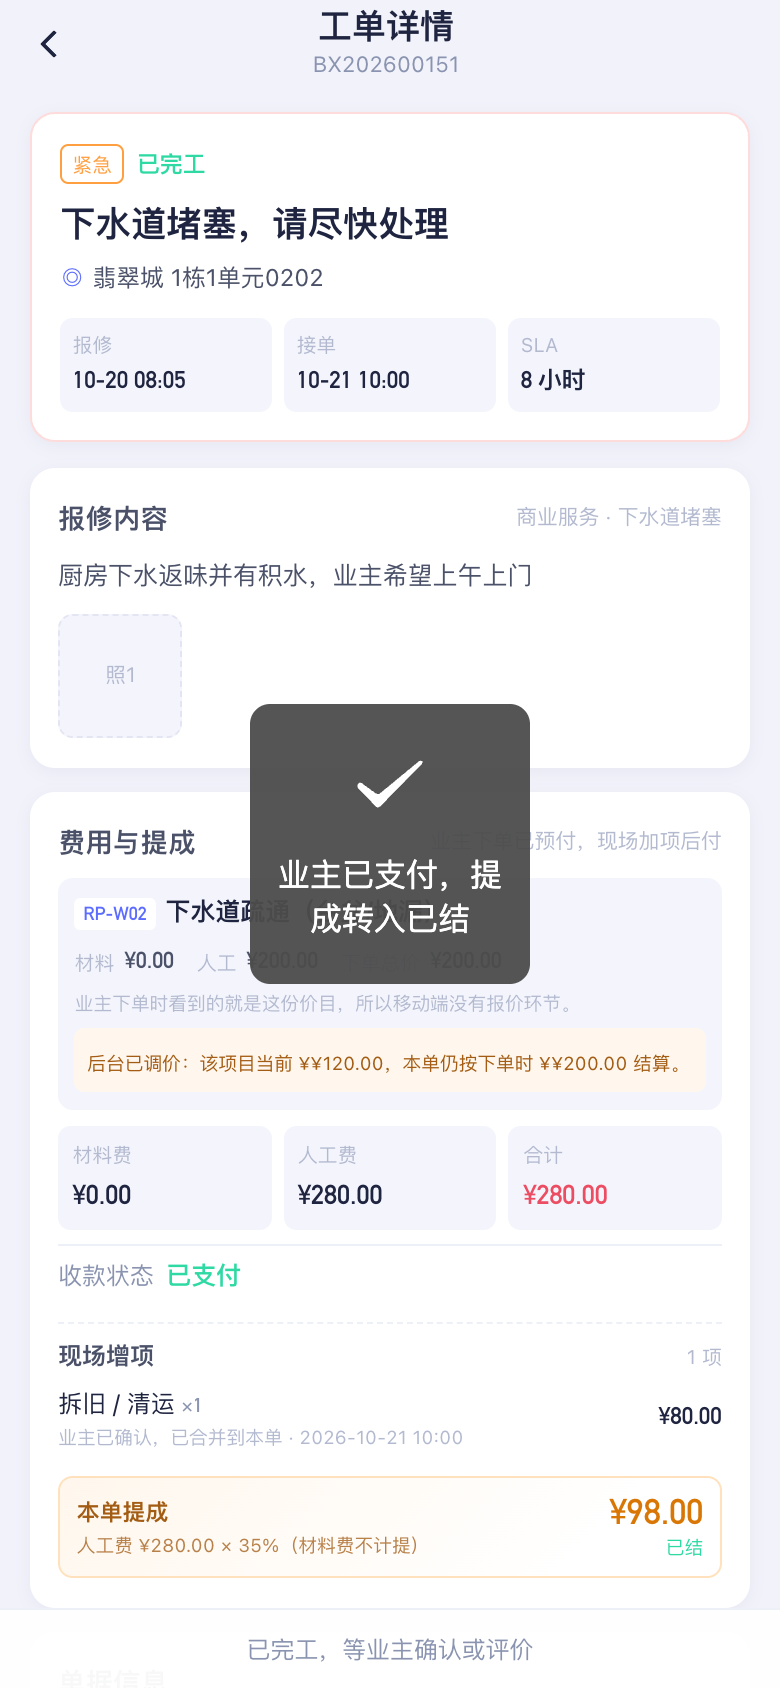 工单详情
BX202600151
紧急 已完工
下水道堵塞，请尽快处理
翡翠城 1栋1单元0202
报修 接单 SLA
10-20 08:05 10-21 10:00 8 小时
报修内容 商业服务 · 下水道堵塞
厨房下水返味并有积水，业主希望上午上门
照1
费用与提成 业主下单已预付，现场加项后付
业主已支付，提
成转入已结
RP-W02 下水道疏通
材料 ¥0.00 人工 ¥200.00 ¥200.00
业主下单时看到的就是这份价目，所以移动端没有报价环节。
后台已调价：该项目当前 ¥¥120.00，本单仍按下单时 ¥¥200.00 结算。
材料费 人工费 合计
¥0.00 ¥280.00 ¥280.00
收款状态 已支付
现场增项 1 项
拆旧 / 清运 ×1 ¥80.00
业主已确认，已合并到本单 · 2026-10-21 10:00
本单提成 ¥98.00
人工费 ¥280.00 × 35%（材料费不计提） 已结
已完工，等业主确认或评价
单据信息